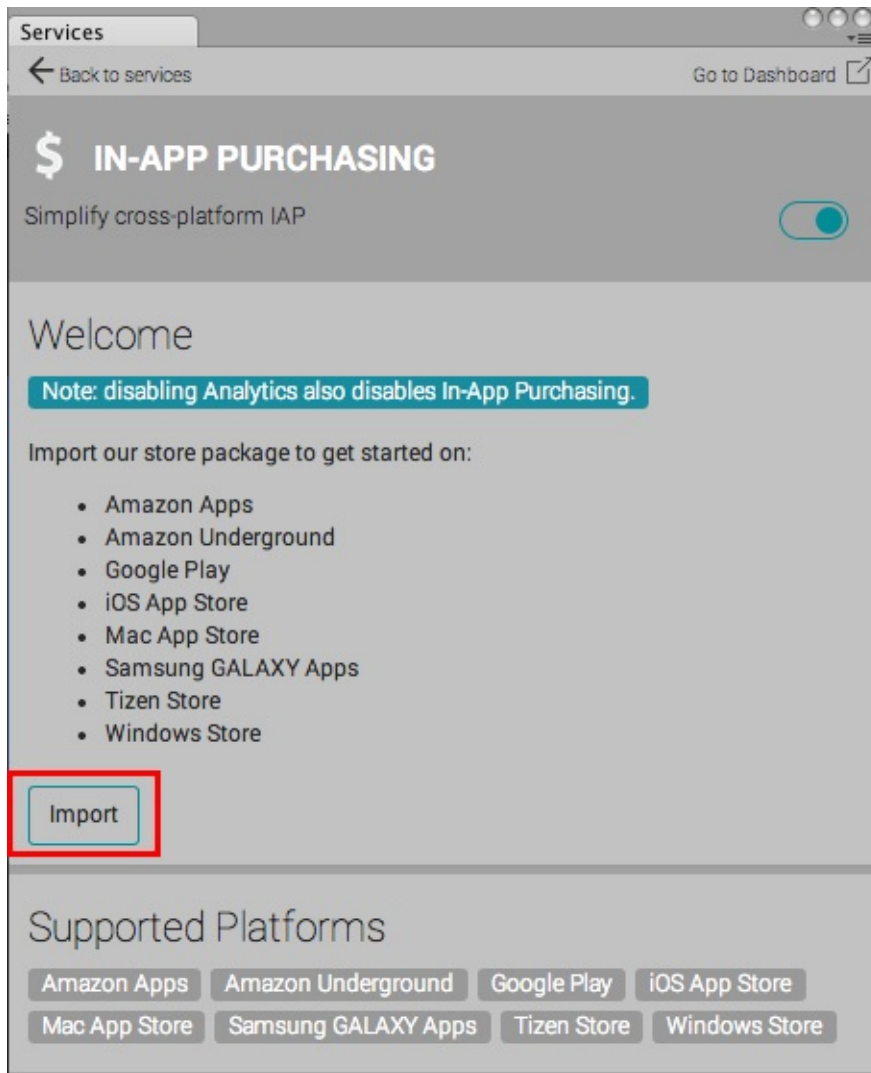 Services
Back to services Go to Dashboard
$ IN-APP PURCHASING
Simplify cross-platform IAP
Welcome
Note: disabling Analytics also disables In-App Purchasing.
Import our store package to get started on:
• Amazon Apps
• Amazon Underground
• Google Play
• iOS App Store
• Mac App Store
• Samsung GALAXY Apps
• Tizen Store
• Windows Store
Import
Supported Platforms
Amazon Apps Amazon Underground Google Play iOS App Store
Mac App Store Samsung GALAXY Apps Tizen Store Windows Store